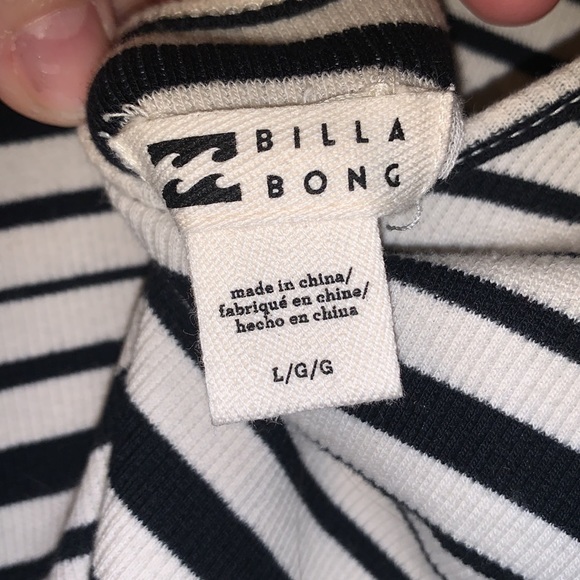 BILLA
BONG
made in china/
fabriqué en chine/
hecho en china
L/G/G